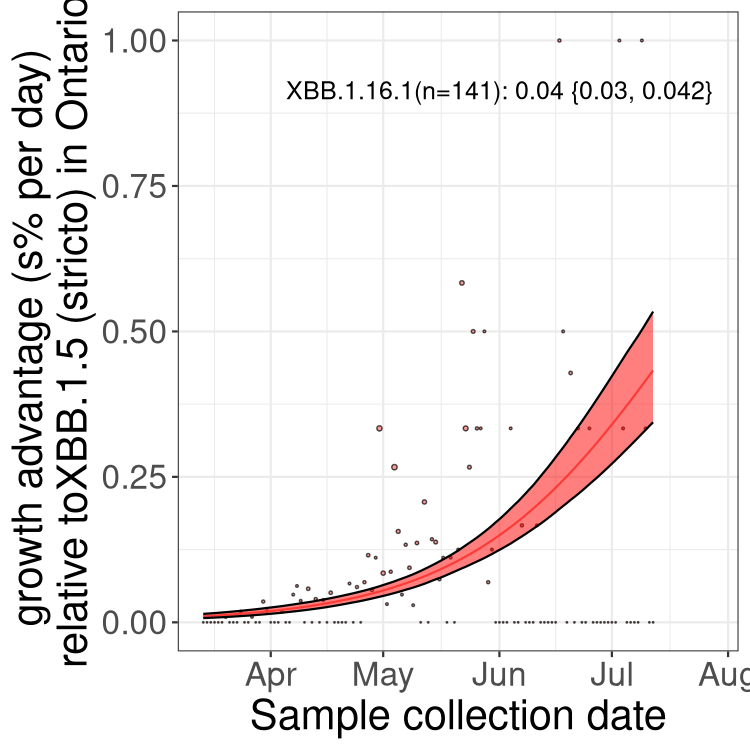 growth advantage (s% per day)
relative toXBB.1.5 (stricto) in Ontario
1.00
0.75
0.50
0.25
0.00
XBB.1.16.1(n=141): 0.04 {0.03, 0.042}
Apr May Jun Jul Aug
Sample collection date